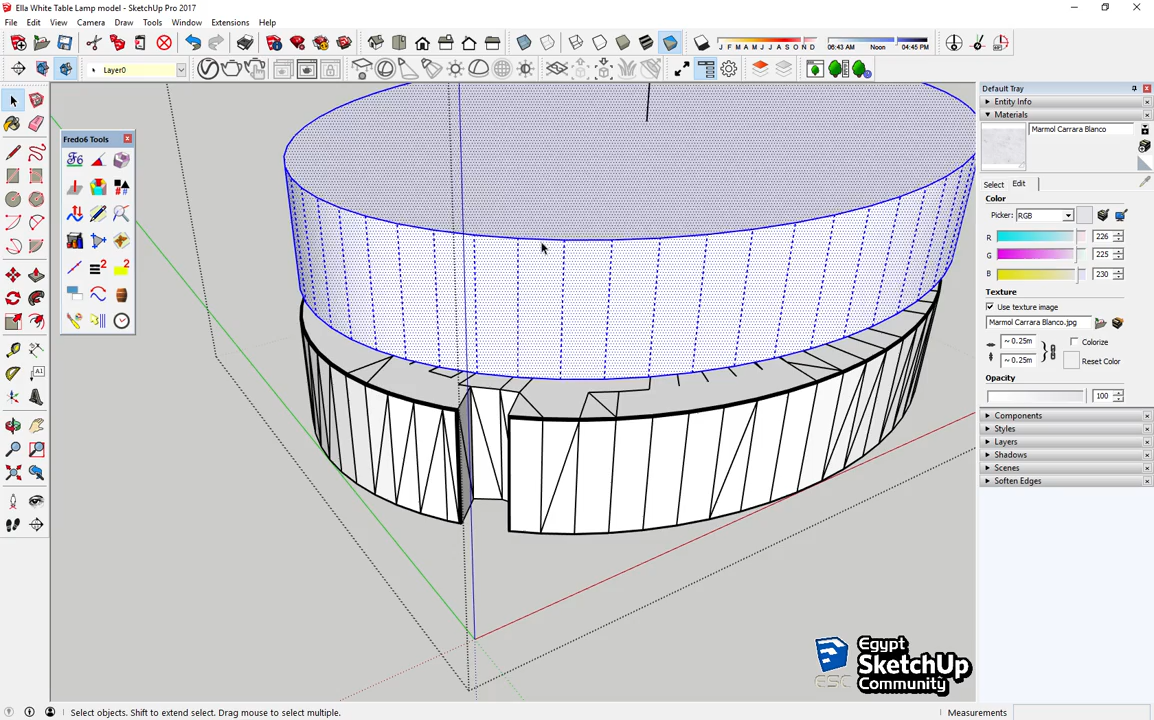 Ella White Table Lamp model - SketchUp Pro 2017
File Edit View Camera Draw Tools Window Extensions Help
J F M A M J J A S O N D
06:43 AM Noon 04:45 PM
Layer0
Fredo6 Tools
Default Tray
Entity Info
Materials
Marmol Carrara Blanco
Select Edit
Color
Picker: RGB
R 226
G 225
B 230
Texture
Use texture image
Marmol Carrara Blanco.jpg
~ 0.25m Colorize
~ 0.25m Reset Color
Opacity
100
Components
Styles
Layers
Shadows
Scenes
Soften Edges
Egypt
SketchUp
Community
ESC
Select objects. Shift to extend select. Drag mouse to select multiple. Measurements